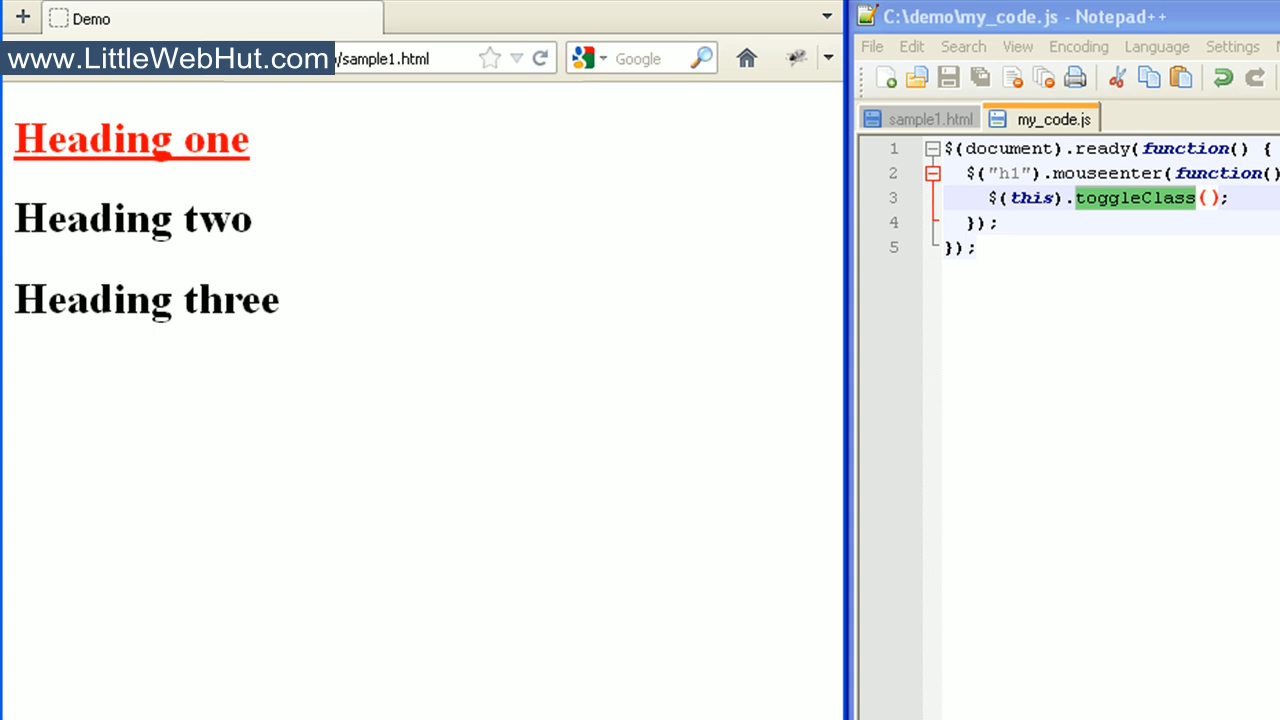 Demo
www.LittleWebHut.com
/sample1.html
Google
Heading one
Heading two
Heading three
C:\demo\my_code.js - Notepad++
File Edit Search View Encoding Language Settings
sample1.html my_code.js
1 $(document).ready(function() {
2 $("h1").mouseenter(function()
3 $(this).toggleClass();
4 });
5 });